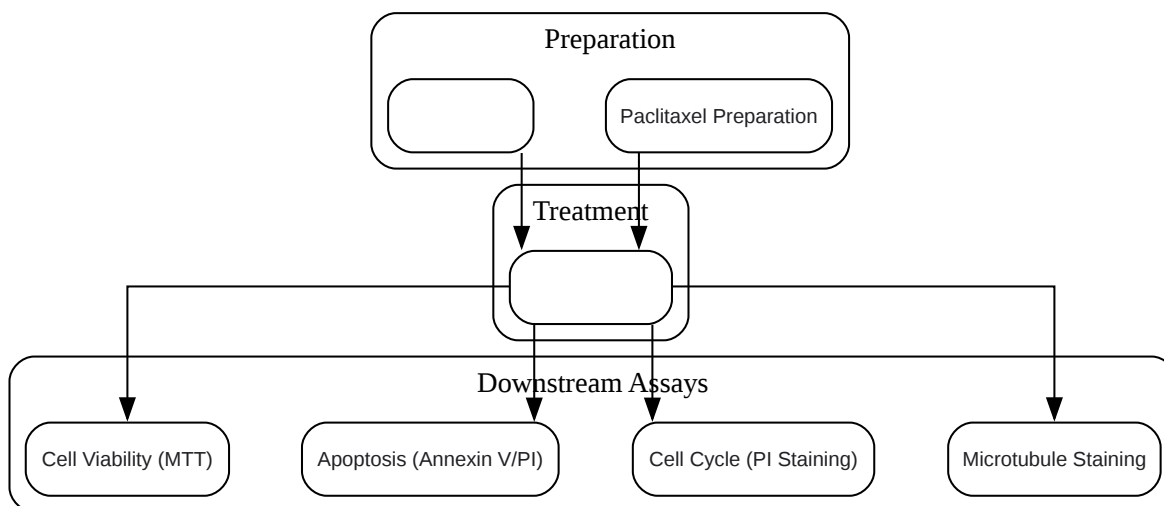 Preparation
Paclitaxel Preparation
Treatment
Downstream Assays
Cell Viability (MTT)
Apoptosis (Annexin V/PI)
Cell Cycle (PI Staining)
Microtubule Staining